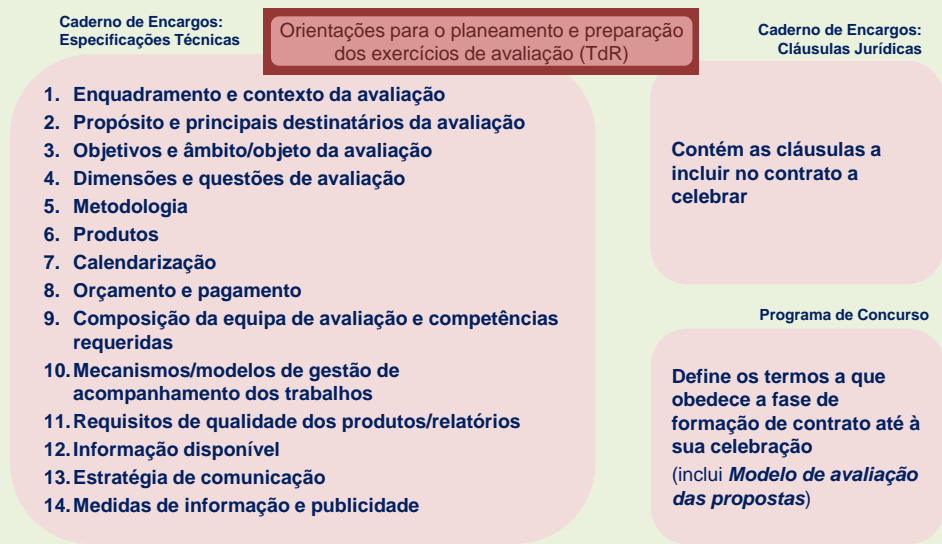 Caderno de Encargos:
Especificações Técnicas
Orientações para o planeamento e preparação
dos exercícios de avaliação (TdR)
Caderno de Encargos:
Cláusulas Jurídicas
1. Enquadramento e contexto da avaliação
2. Propósito e principais destinatários da avaliação
3. Objetivos e âmbito/objeto da avaliação
4. Dimensões e questões de avaliação
5. Metodologia
6. Produtos
7. Calendarização
8. Orçamento e pagamento
9. Composição da equipa de avaliação e competências
requeridas
10. Mecanismos/modelos de gestão de
acompanhamento dos trabalhos
11. Requisitos de qualidade dos produtos/relatórios
12. Informação disponível
13. Estratégia de comunicação
14. Medidas de informação e publicidade
Contém as cláusulas a
incluir no contrato a
celebrar
Programa de Concurso
Define os termos a que
obedece a fase de
formação de contrato até à
sua celebração
(inclui Modelo de avaliação
das propostas)